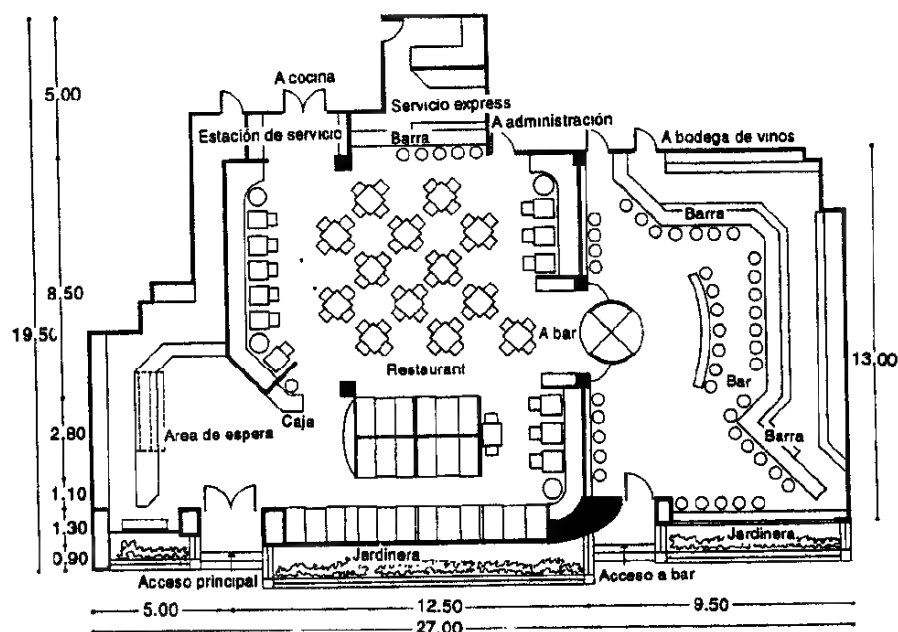 5.00
A cocina
Servicio express
A administración
Estación de servicio
Barra
A bodega de vinos
Barra
8.50
19.50
A bar
13.00
Restaurant
Bar
Caja
2.80
Area de espera
Barra
1.10
1.30
Jardinera
0.90
Jardinera
Acceso principal
Acceso a bar
5.00
12.50
9.50
27.00